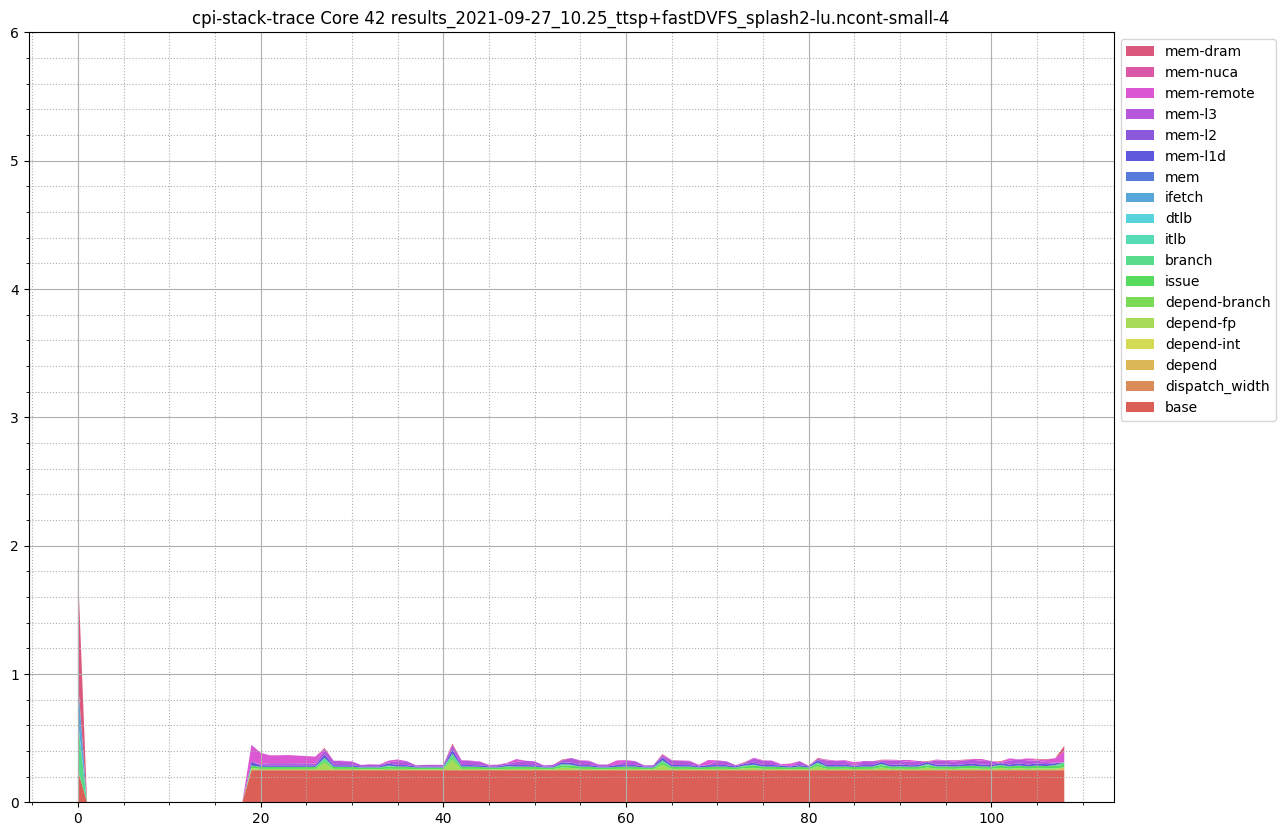 cpi-stack-trace Core 42 results_2021-09-27_10.25_ttsp+fastDVFS_splash2-lu.ncont-small-4
6
5
4
3
2
1
0
0 20 40 60 80 100
mem-dram
mem-nuca
mem-remote
mem-l3
mem-l2
mem-l1d
mem
ifetch
dtlb
itlb
branch
issue
depend-branch
depend-fp
depend-int
depend
dispatch_width
base